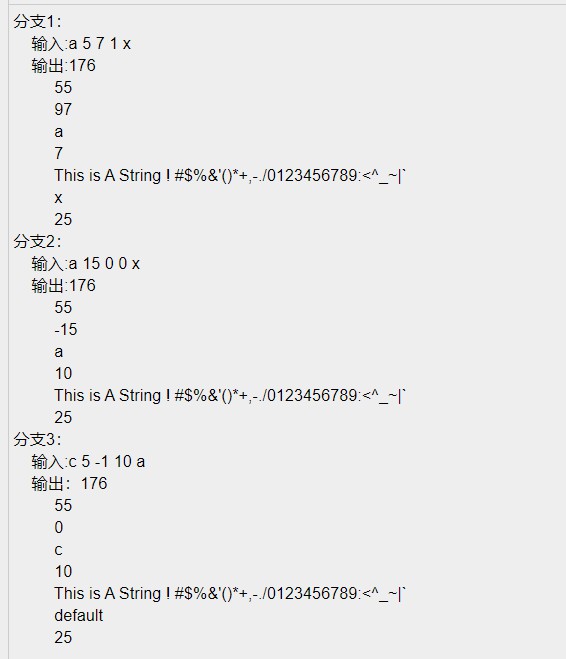 分支1：
输入:a 5 7 1 x
输出:176
55
97
a
7
This is A String ! #$%&'()*+,-./0123456789:<^_~|`
x
25
分支2：
输入:a 15 0 0 x
输出:176
55
-15
a
10
This is A String ! #$%&'()*+,-./0123456789:<^_~|`
25
分支3：
输入:c 5 -1 10 a
输出：176
55
0
c
10
This is A String ! #$%&'()*+,-./0123456789:<^_~|`
default
25